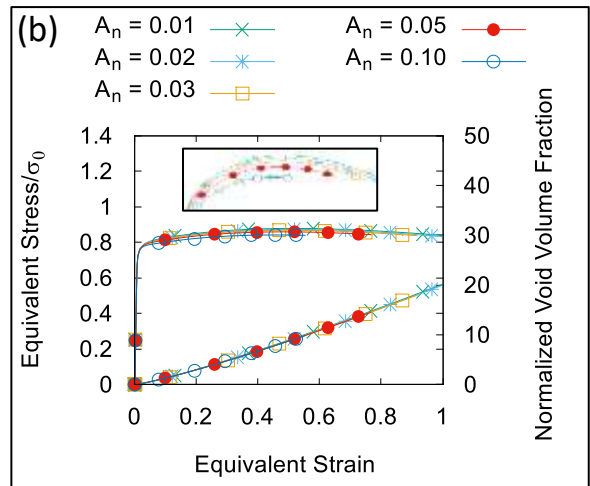 (b)
A_n = 0.01
A_n = 0.05
A_n = 0.02
A_n = 0.10
A_n = 0.03
Equivalent Stress/σ_0
1.4
1.2
1
0.8
0.6
0.4
0.2
0
50
40
30
20
10
0
Normalized Void Volume Fraction
0 0.2 0.4 0.6 0.8 1
Equivalent Strain